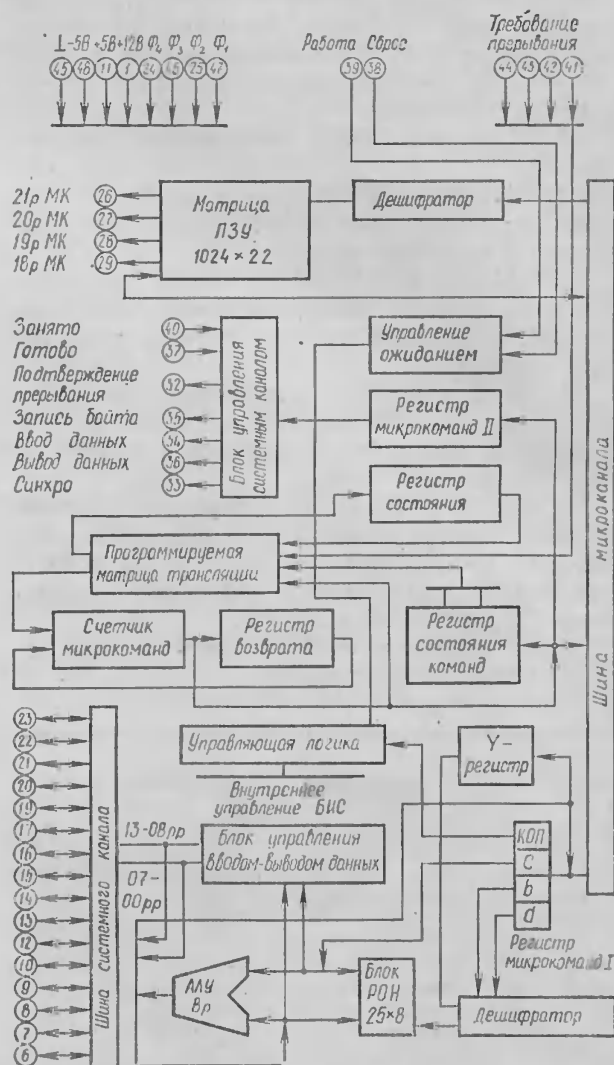 ⊥ -5В +5В +12В Ф4 Ф3 Ф2 Ф1
45 46 11 1 24 48 25 47
Работа Сброс
39 38
Требование
прерывания
44 43 42 41
21р МК 26
20р МК 27
19р МК 28
18р МК 29
Матрица
ПЗУ
1024×22
Дешифратор
Занято 40
Готово 37
Подтверждение
прерывания 32
Запись байта 35
Ввод данных 34
Вывод данных 36
Синхро 33
Блок управления
системным каналом
Управление
ожиданием
Регистр
микрокоманд II
Регистр
состояния
Шина микроканала
Программируемая
матрица трансляции
Счетчик
микрокоманд
Регистр
возврата
Регистр
состояния
команд
23
22
21
20
19
17
16
15
14
13
12
10
9
8
7
6
Шина системного канала
Управляющая логика
Внутреннее
управление БИС
Y-
регистр
13-08рр
07-
00рр
Блок управления
вводом-выводом данных
КОП
С
b
d
Регистр
микрокоманд I
АЛУ
8р
Блок
РОН
25×8
Дешифратор